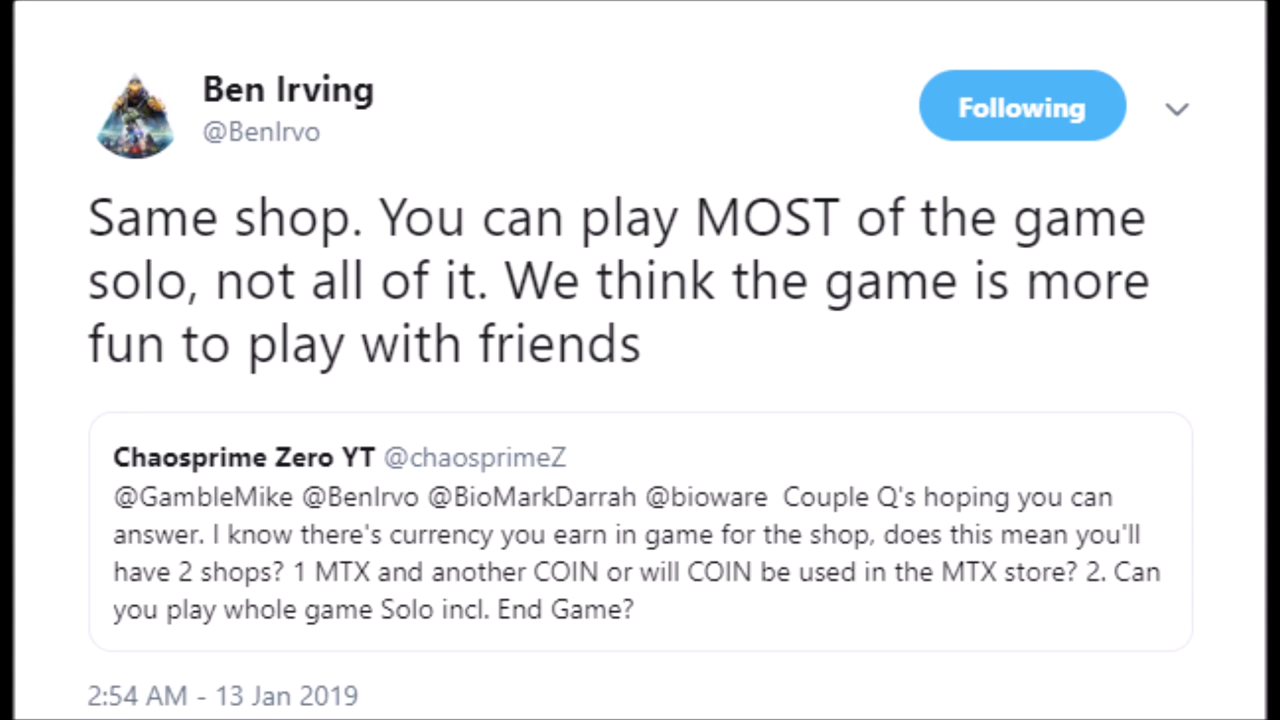 Ben Irving
@BenIrvo
Following
Same shop. You can play MOST of the game
solo, not all of it. We think the game is more
fun to play with friends
Chaosprime Zero YT @chaosprimeZ
@GambleMike @BenIrvo @BioMarkDarrah @bioware Couple Q's hoping you can
answer. I know there's currency you earn in game for the shop, does this mean you'll
have 2 shops? 1 MTX and another COIN or will COIN be used in the MTX store? 2. Can
you play whole game Solo incl. End Game?
2:54 AM - 13 Jan 2019